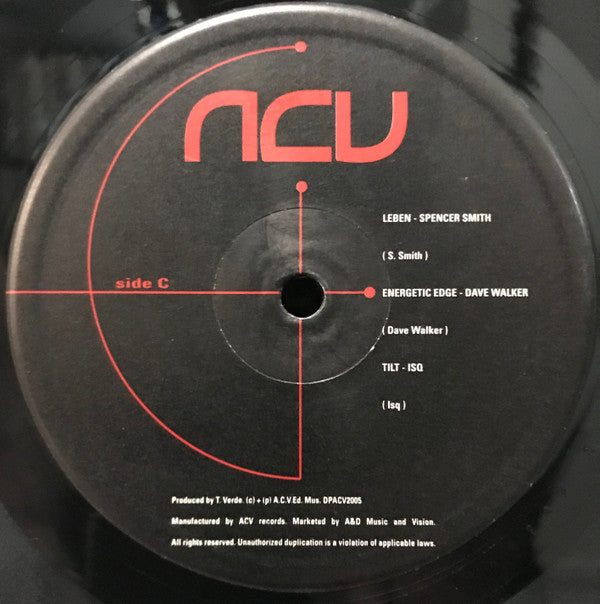 ACV
side C
LEBEN - SPENCER SMITH
( S. Smith )
ENERGETIC EDGE - DAVE WALKER
( Dave Walker )
TILT - ISQ
( Isq )
Produced by T. Verde. (c) + (p) A.C.V.Ed. Mus. DPACV2005
Manufactured by ACV records. Marketed by A&D Music and Vision.
All rights reserved. Unauthorized duplication is a violation of applicable laws.